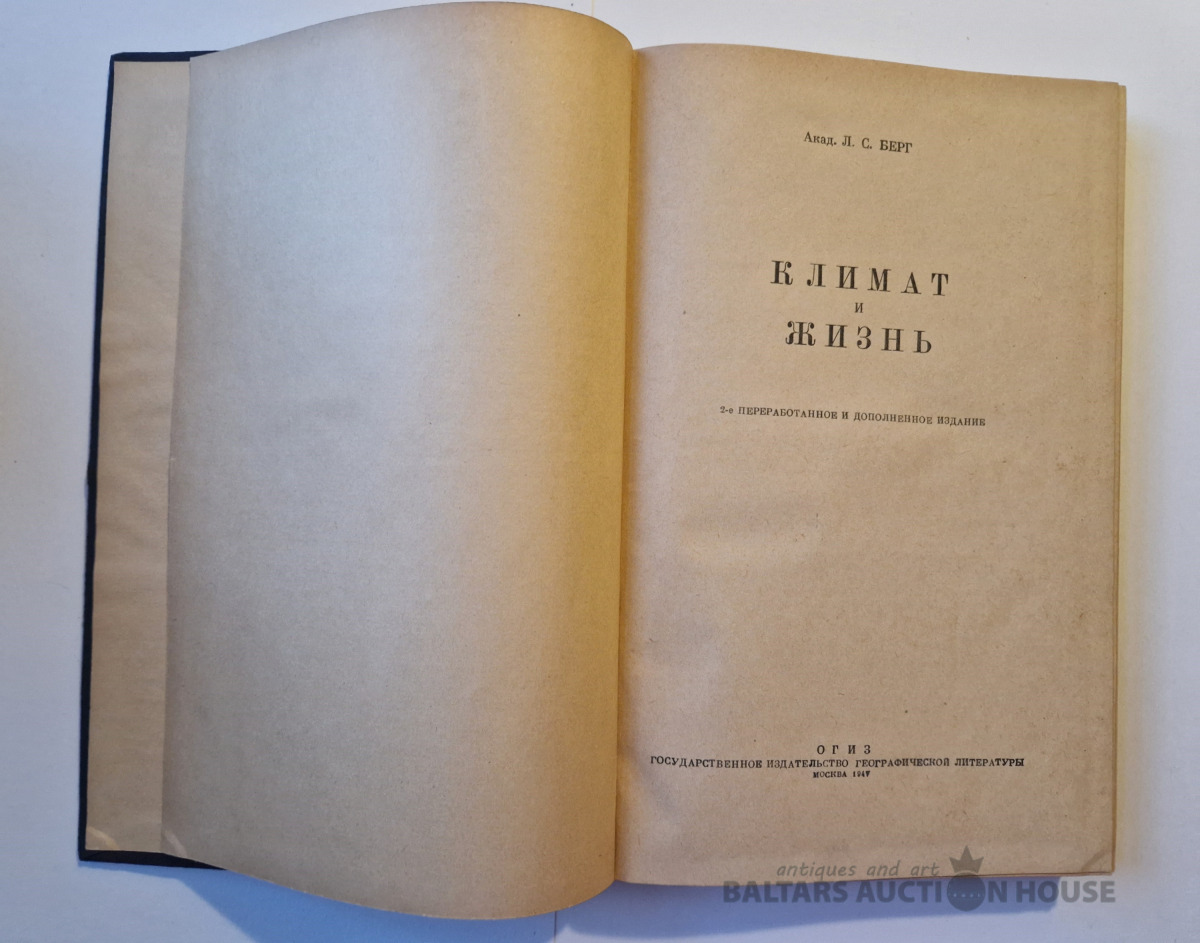 Акад. Л. С. БЕРГ
КЛИМАТ
И
ЖИЗНЬ
2-е ПЕРЕРАБОТАННОЕ И ДОПОЛНЕННОЕ ИЗДАНИЕ
ОГИЗ
ГОСУДАРСТВЕННОЕ ИЗДАТЕЛЬСТВО ГЕОГРАФИЧЕСКОЙ ЛИТЕРАТУРЫ
МОСКВА 1947
antiques and art
BALTARS AUCTION HOUSE